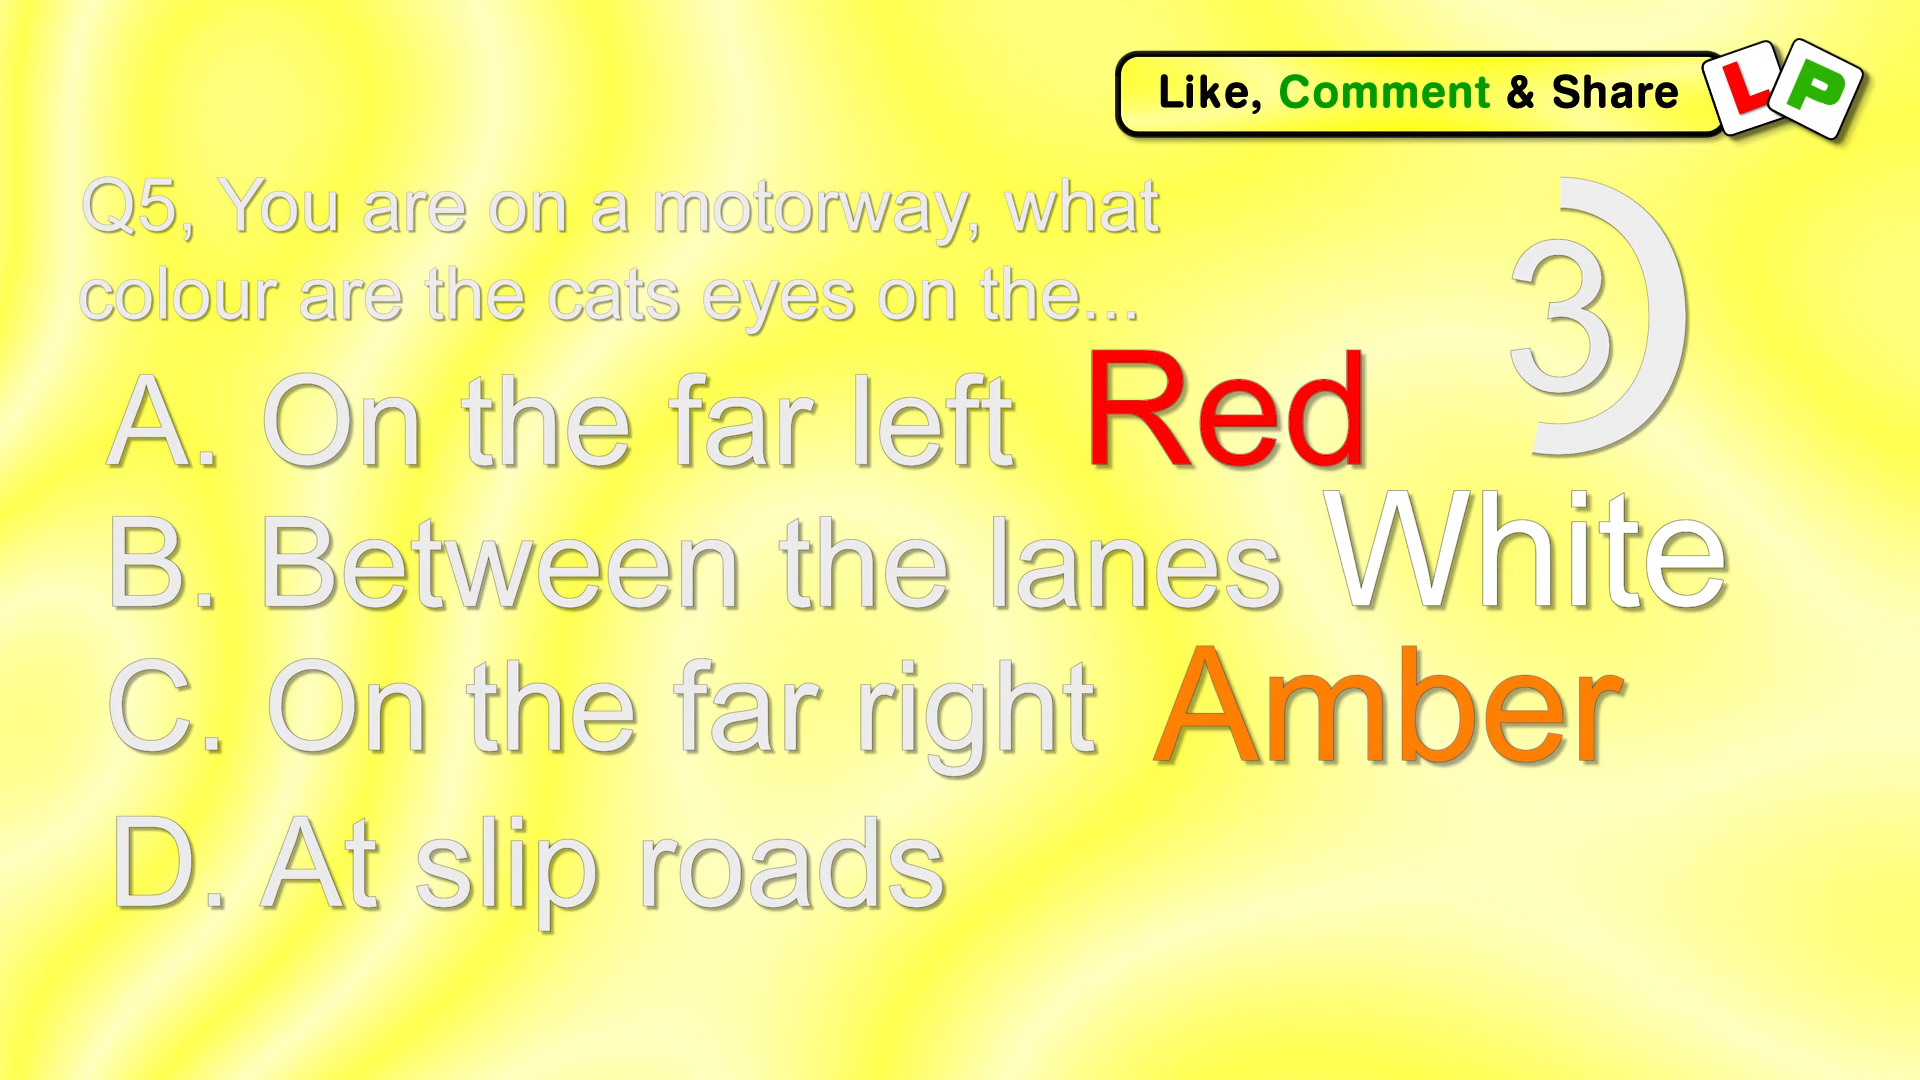 Like, Comment & Share
LP
Q5, You are on a motorway, what
colour are the cats eyes on the...
3
A. On the far left Red
B. Between the lanes White
C. On the far right Amber
D. At slip roads